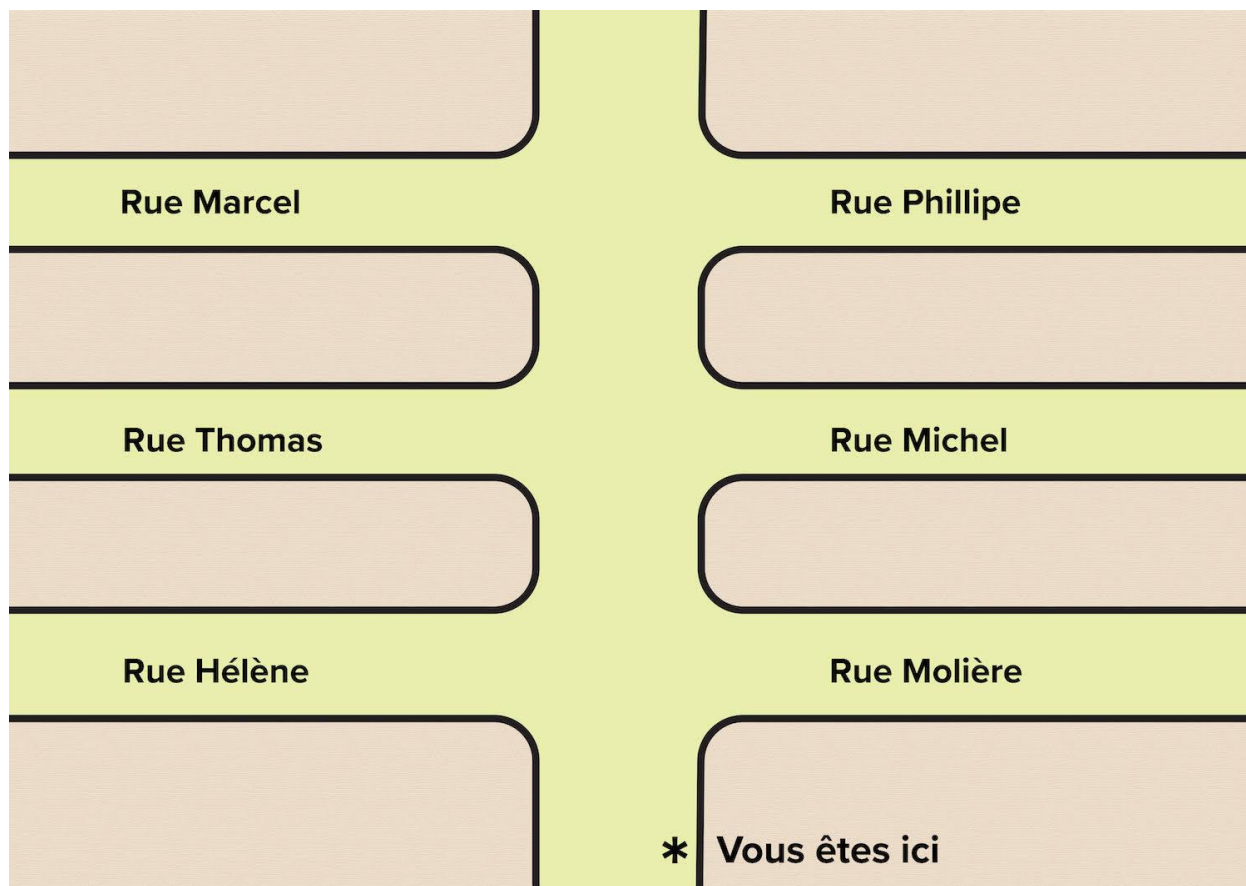 Rue Marcel
Rue Phillipe
Rue Thomas
Rue Michel
Rue Hélène
Rue Molière
* Vous êtes ici